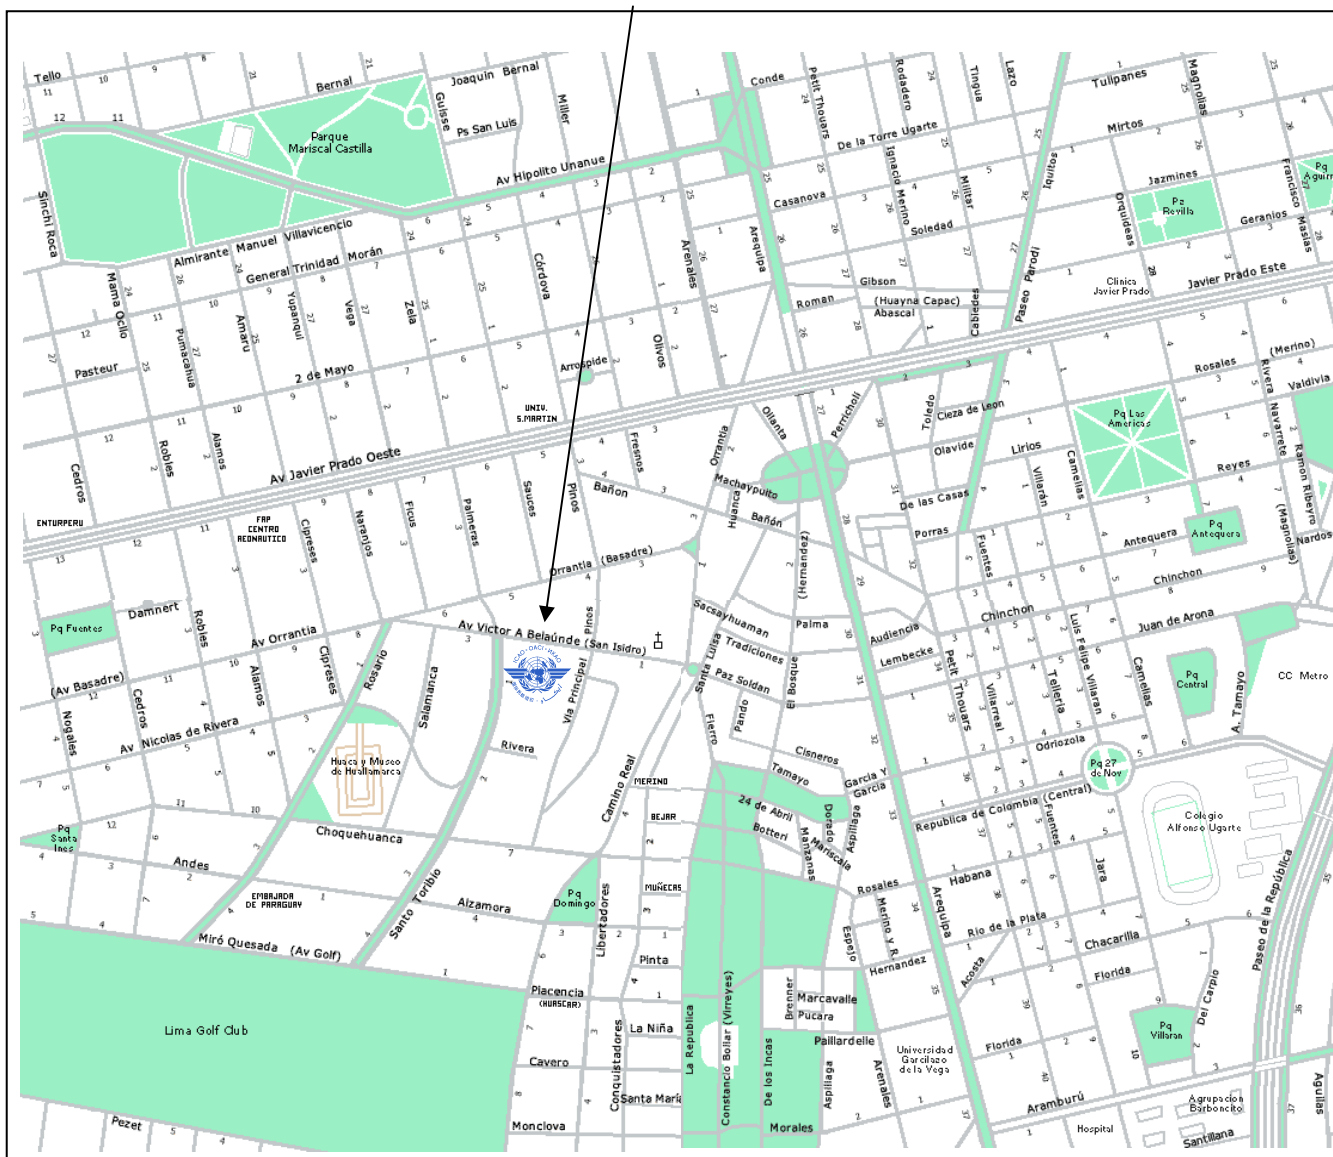 Tello
Bernal
Joaquin Bernal
Guisse
Miller
Ps San Luis
Conde
Petit Thouars
Rodadero
Tingua
Lazo
Tulipanes
Magnolias
Mirtos
Parque
Mariscal Castilla
De la Torre Ugarte
Av Hipolito Unanue
Ignacio Merino
Militar
Iquitos
Jazmines
Francisco Masias
Pq
Pz
Revilla
Orquideas
Geranios
Casanova
Soledad
Sinchi Roca
Almirante Manuel Villavicencio
General Trinidad Morán
Mama Ocllo
Córdova
Arenales
Arequipa
Gibson
(Huayna Capac)
Abascal
Roman
Cabledes
Paseo Parodi
Clinica
Javier Prado
Javier Prado Este
Pumacahua
Amaru
Yupanqui
Vega
Zela
Pasteur
2 de Mayo
Arrospide
Olivos
UNIV.
S.MARTIN
Rosales
(Merino)
Valdivia
Rivera Navarrete
Ramon Ribeyro
Cieza de Leon
Toledo
Perricholi
Ollanta
Orrantia
Pq Las
Americas
Olavide
Lirios
Camelias
Reyes
Cedros
Robles
Alamos
Av Javier Prado Oeste
Fresnos
Bañon
Pinos
Sauces
Palmeras
Ficus
Naranjos
Cipreses
Machaypuito
Huanca
Bañón
De las Casas
Villarán
Porras
Antequera
Pq
Antequera
(Magnolias)
ENTURPERU
FAP
CENTRO
AEONAUTICO
Orrantia (Basadre)
(Hernandez)
Fuentes
Chinchon
Chinchon
Damnert
Pq Fuentes
Robles
Av Orrantia
Av Victor A Belaúnde (San Isidro)
Pinos
Sacsayhuaman
Palma
Tradiciones
Audiencia
Lembecke
Juan de Arona
Luis Felipe Villaran
(Av Basadre)
Cedros
Alamos
Cipreses
Rosario
Salamanca
Via Principal
Santa Luisa
Paz Soldan
Pando
El Bosque
Petit Thouars
Villarreal
Telleria
Camelias
Pq
Central
A. Tamayo
CC Metro
Nogales
Av Nicolas de Rivera
Rivera
Huaca y Museo
de Huallamarca
Fierro
Cisneros
Tamayo
Garcia Y
Garcia
Odriozola
Pq 27
de Nov
Camino Real
MERINO
BEJAR
24 de Abril
Botteri
Dorado
Aspillaga
Manzanas
Mariscala
Republica de Colombia (Central)
Fuentes
Colegio
Alfonso Ugarte
Pq
Santa
Ines
Choquehuanca
Andes
Rosales
Habana
Jara
EMBAJADA
DE PARAGUAY
Santo Toribio
Alzamora
Pq
Domingo
Libertadores
MUÑECAS
Merino y R.
Arequipa
Rio de la Plata
Chacarilla
Paseo de la República
Miró Quesada (Av Golf)
Pinta
Espejo
Hernandez
Acosta
Florida
Del Carpio
Lima Golf Club
Placencia
(HUASCAR)
La Niña
Conquistadores
La Republica
Constancio Bollar (Virreyes)
Brenner
Marcavalle
Pucara
Paillardelle
De los Incas
Universidad
Garcilazo
de la Vega
Florida
Pq
Villaran
Cavero
Santa María
Aspillaga
Arenales
Aramburú
Agrupacion
Barboncito
Aguilas
Pezet
Monclova
Morales
Hospital
Santillana